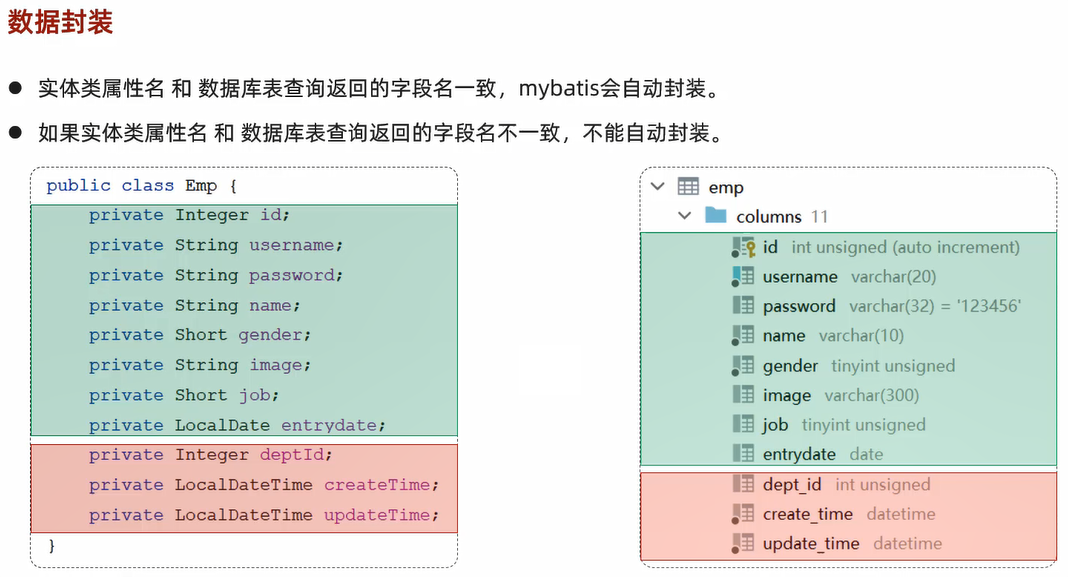 数据封装
● 实体类属性名 和 数据库表查询返回的字段名一致，mybatis会自动封装。
● 如果实体类属性名 和 数据库表查询返回的字段名不一致，不能自动封装。
public class Emp {
private Integer id;
private String username;
private String password;
private String name;
private Short gender;
private String image;
private Short job;
private LocalDate entrydate;
private Integer deptId;
private LocalDateTime createTime;
private LocalDateTime updateTime;
}
emp
columns 11
id int unsigned (auto increment)
username varchar(20)
password varchar(32) = '123456'
name varchar(10)
gender tinyint unsigned
image varchar(300)
job tinyint unsigned
entrydate date
dept_id int unsigned
create_time datetime
update_time datetime